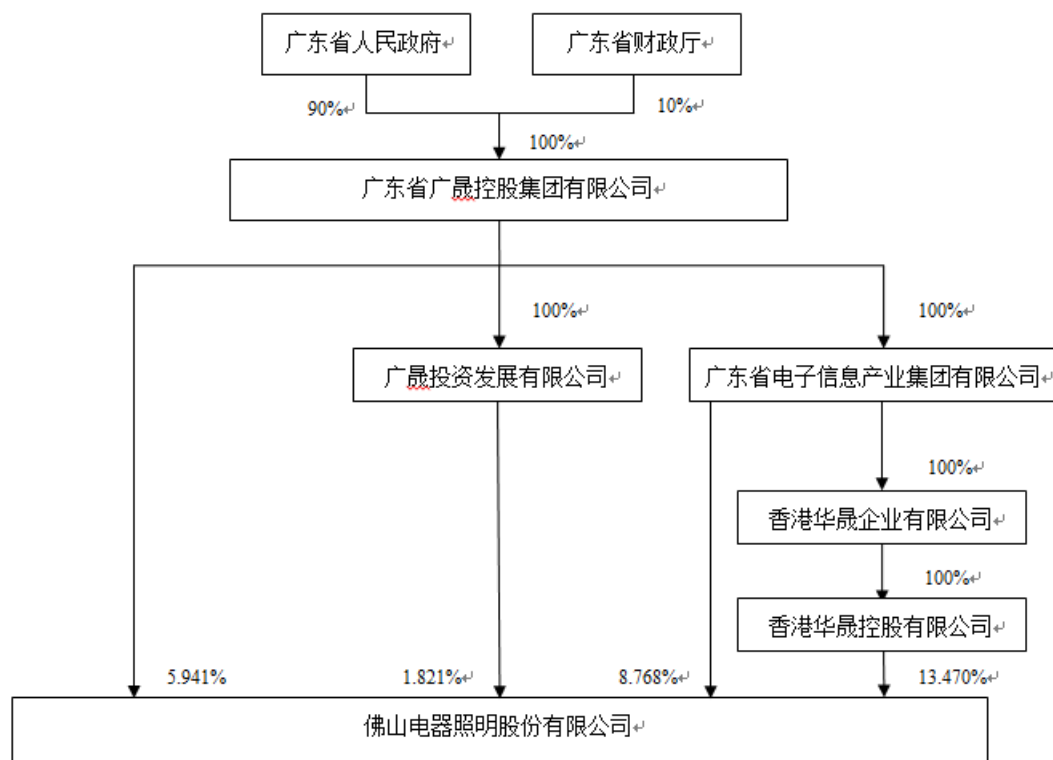 广东省人民政府
广东省财政厅
90%
10%
100%
广东省广晟控股集团有限公司
100%
100%
广晟投资发展有限公司
广东省电子信息产业集团有限公司
100%
香港华晟企业有限公司
100%
香港华晟控股有限公司
5.941%
1.821%
8.768%
13.470%
佛山电器照明股份有限公司